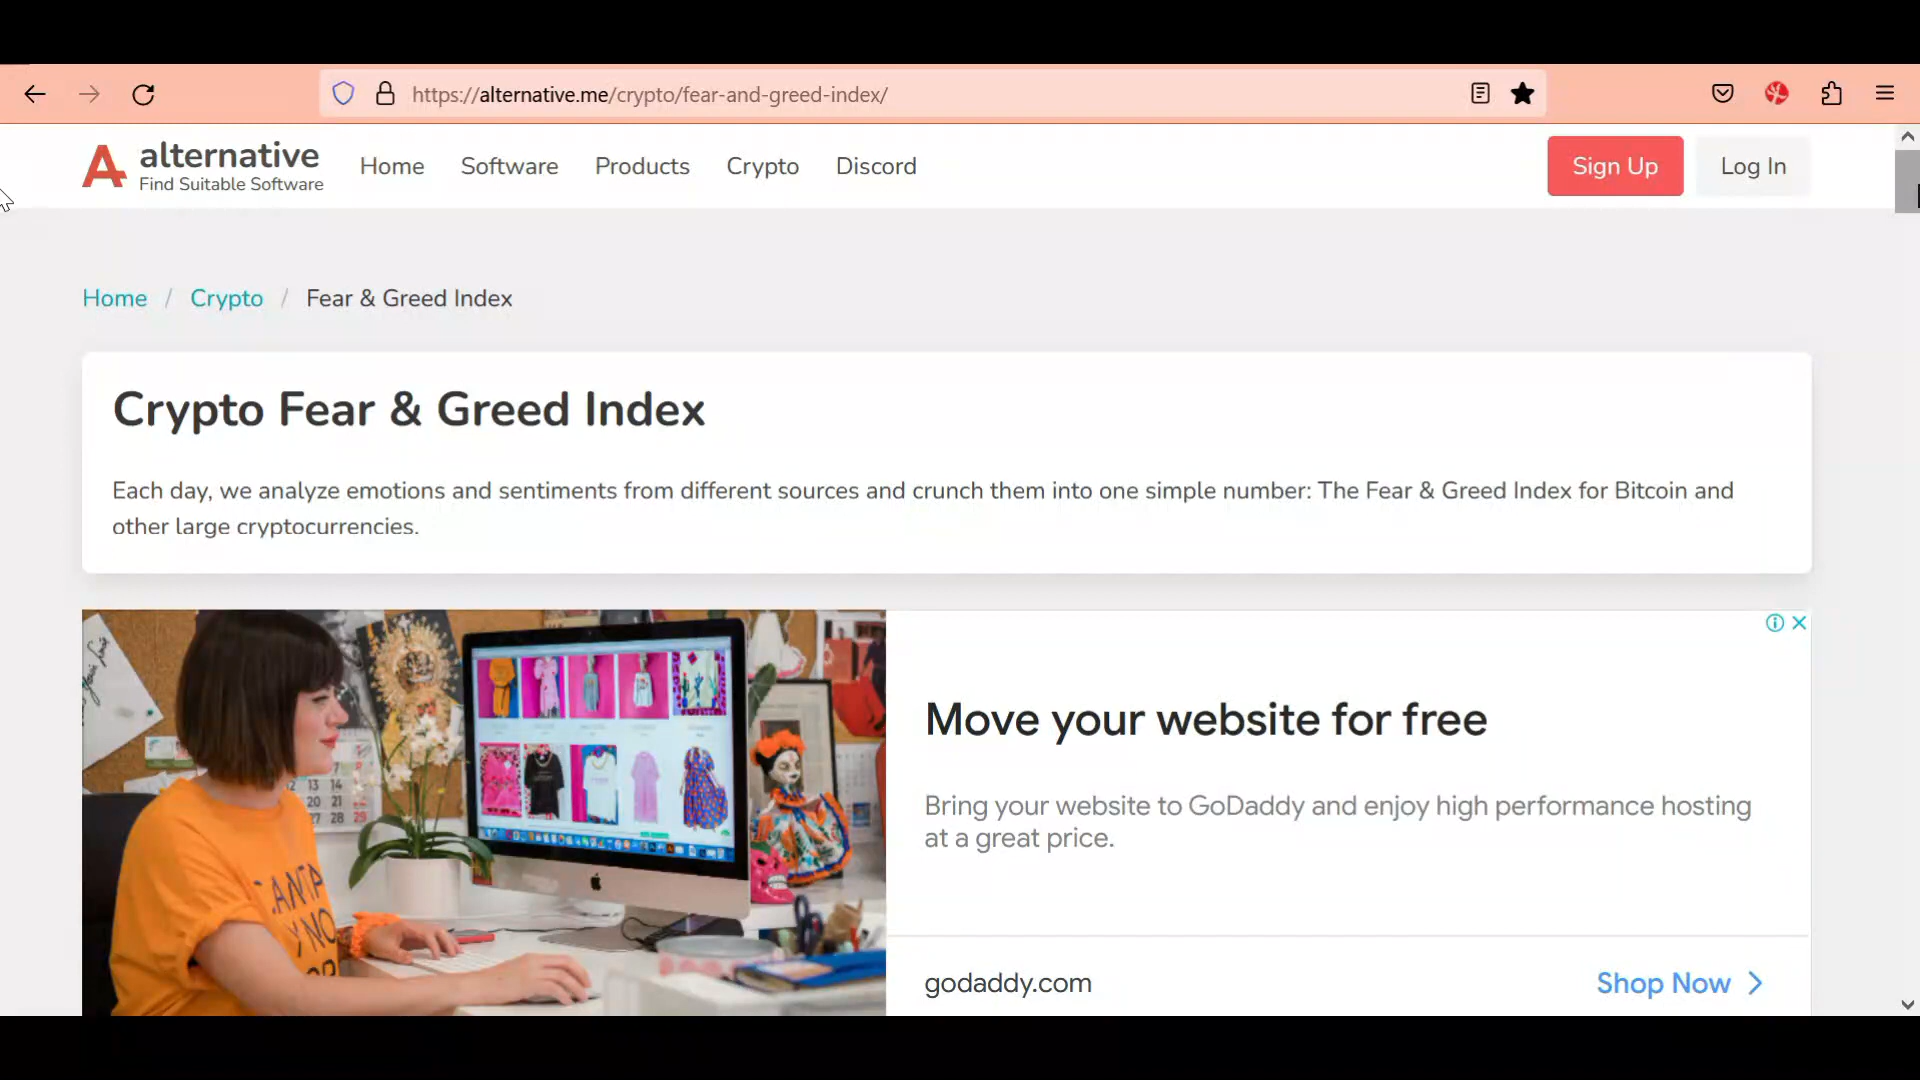 https://alternative.me/crypto/fear-and-greed-index/
alternative
Find Suitable Software
Home
Software
Products
Crypto
Discord
Sign Up
Log In
Home / Crypto / Fear & Greed Index
Crypto Fear & Greed Index
Each day, we analyze emotions and sentiments from different sources and crunch them into one simple number: The Fear & Greed Index for Bitcoin and
other large cryptocurrencies.
Move your website for free
Bring your website to GoDaddy and enjoy high performance hosting
at a great price.
godaddy.com
Shop Now